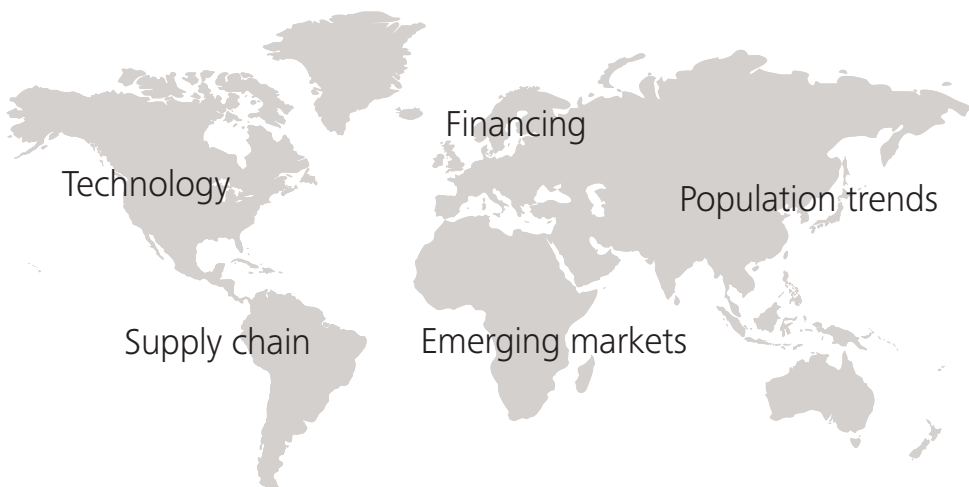 Financing
Technology
Population trends
Supply chain
Emerging markets